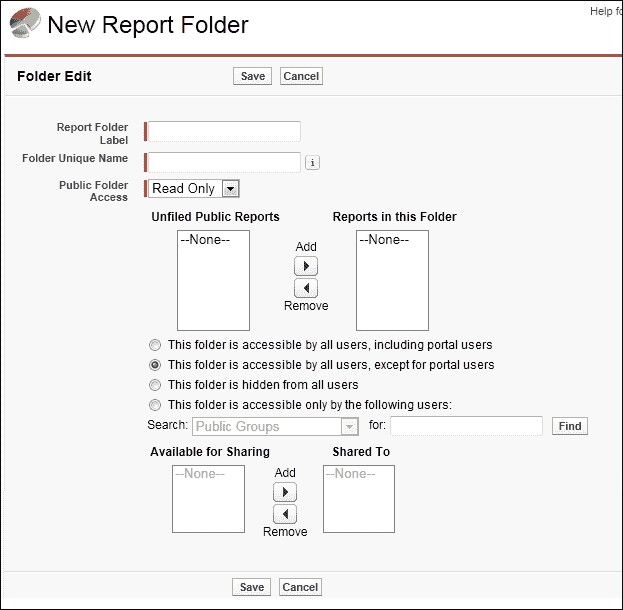 Help fo
New Report Folder
Folder Edit
Save Cancel
Report Folder
Label
Folder Unique Name
i
Public Folder
Access
Read Only
Unfiled Public Reports
Reports in this Folder
--None--
Add
Remove
--None--
This folder is accessible by all users, including portal users
This folder is accessible by all users, except for portal users
This folder is hidden from all users
This folder is accessible only by the following users:
Search: Public Groups for: Find
Available for Sharing
Shared To
--None--
Add
Remove
--None--
Save Cancel